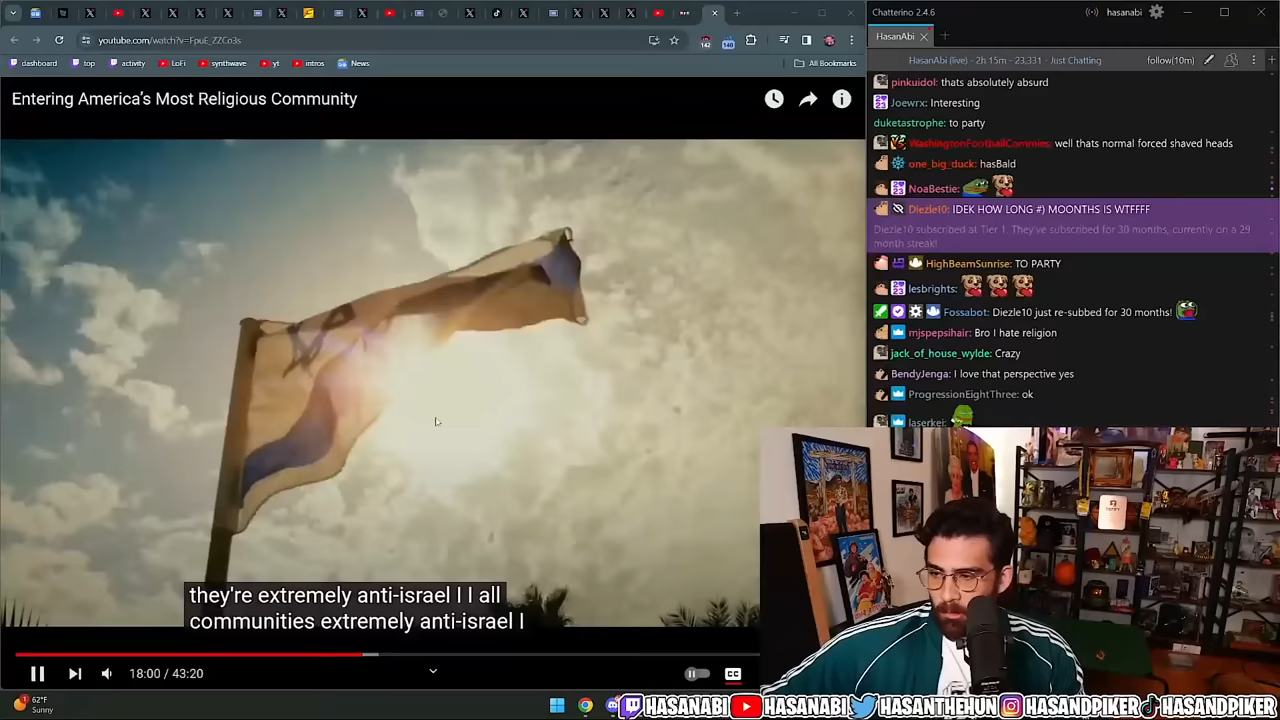 Chatterino 2.4.6
hasanabi
youtube.com/watch?v=FpuE_ZZCo3s
142
140
HasanAbi
dashboard
top
activity
LoFi
synthwave
yt
intros
News
All Bookmarks
HasanAbi (live) - 2h 15m - 23,331 - Just Chatting
follow(10m)
Entering America's Most Religious Community
pinkuidol: thats absolutely absurd
Joewrx: Interesting
duketastrophe: to party
WashingtonFootballCommies: well thats normal forced shaved heads
one_big_duck: hasBald
NoaBestie:
Diezle10: IDEK HOW LONG #) MOONTHS IS WTFFFF
Diezle10 subscribed at Tier 1. They've subscribed for 30 months, currently on a 29
month streak!
HighBeamSunrise: TO PARTY
lesbrights:
Fossabot: Diezle10 just re-subbed for 30 months!
mjspepsihair: Bro I hate religion
jack_of_house_wylde: Crazy
BendyJenga: I love that perspective yes
ProgressionEightThree: ok
laserkei:
they're extremely anti-israel I I all
communities extremely anti-israel I
18:00 / 43:20
CC
62°F
Sunny
HASANABI
HASANABI
HASANTHEHUN
HASANDPIKER
HASANDPIKER